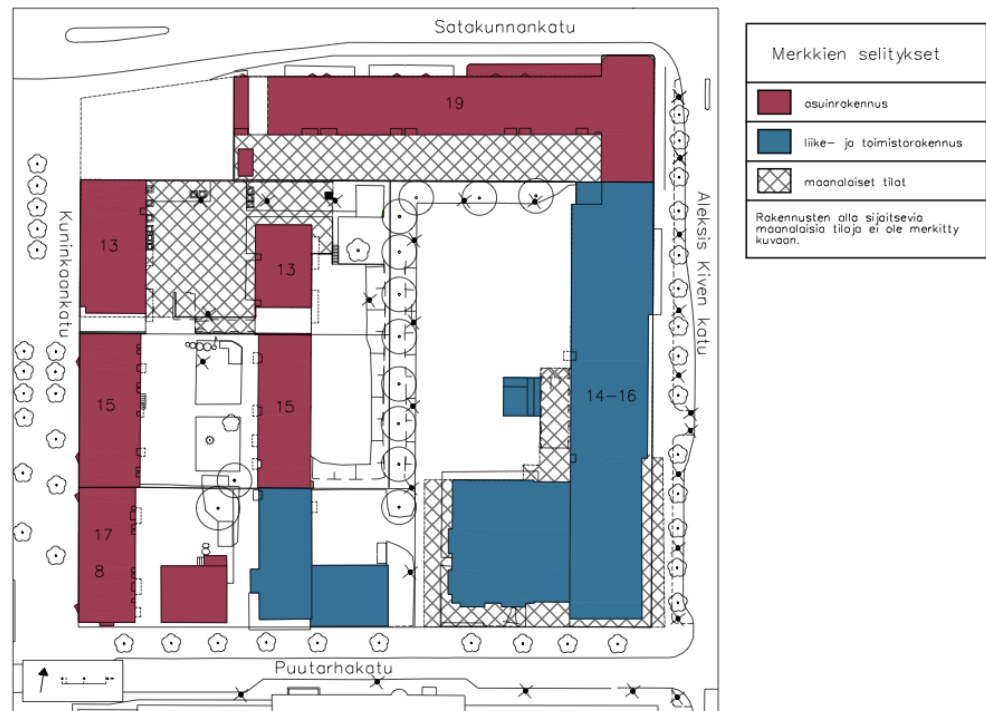 Satakunnankatu
Merkkien selitykset
19
asuinrakennus
liike- ja toimistorakennus
maanalaiset tilat
Rakennusten alla sijaitsevia
maanalaisia tiloja ei ole merkitty
kuvaan.
Kuninkaankatu
Aleksis Kiven katu
13
13
15
15
14-16
17
8
Puutarhakatu